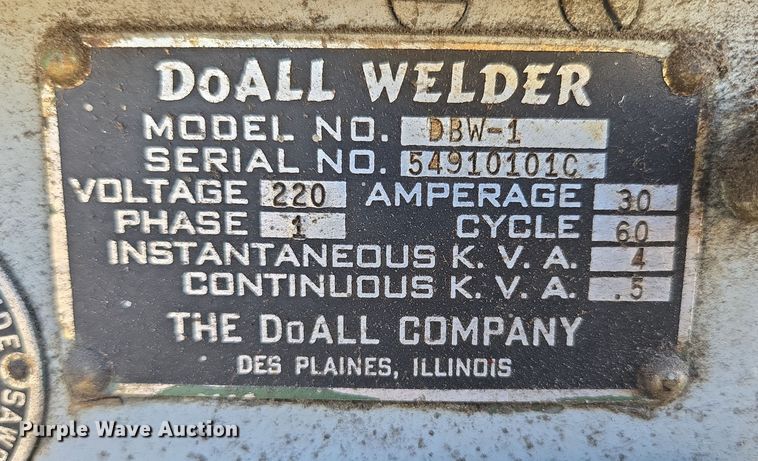 DoALL WELDER
MODEL NO. DBW-1
SERIAL NO. 54910101C
VOLTAGE 220 AMPERAGE 30
PHASE 1 CYCLE 60
INSTANTANEOUS K. V. A. 4
CONTINUOUS K. V. A. .5
THE DoALL COMPANY
DES PLAINES, ILLINOIS
Purple Wave Auction